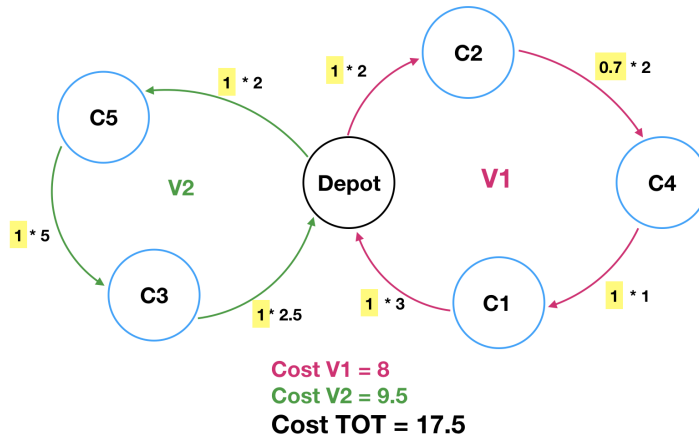 C2
1 * 2
0.7 * 2
1 * 2
C5
V2
Depot
V1
C4
1 * 5
C3
1 * 2.5
1 * 3
C1
1 * 1
Cost V1 = 8
Cost V2 = 9.5
Cost TOT = 17.5